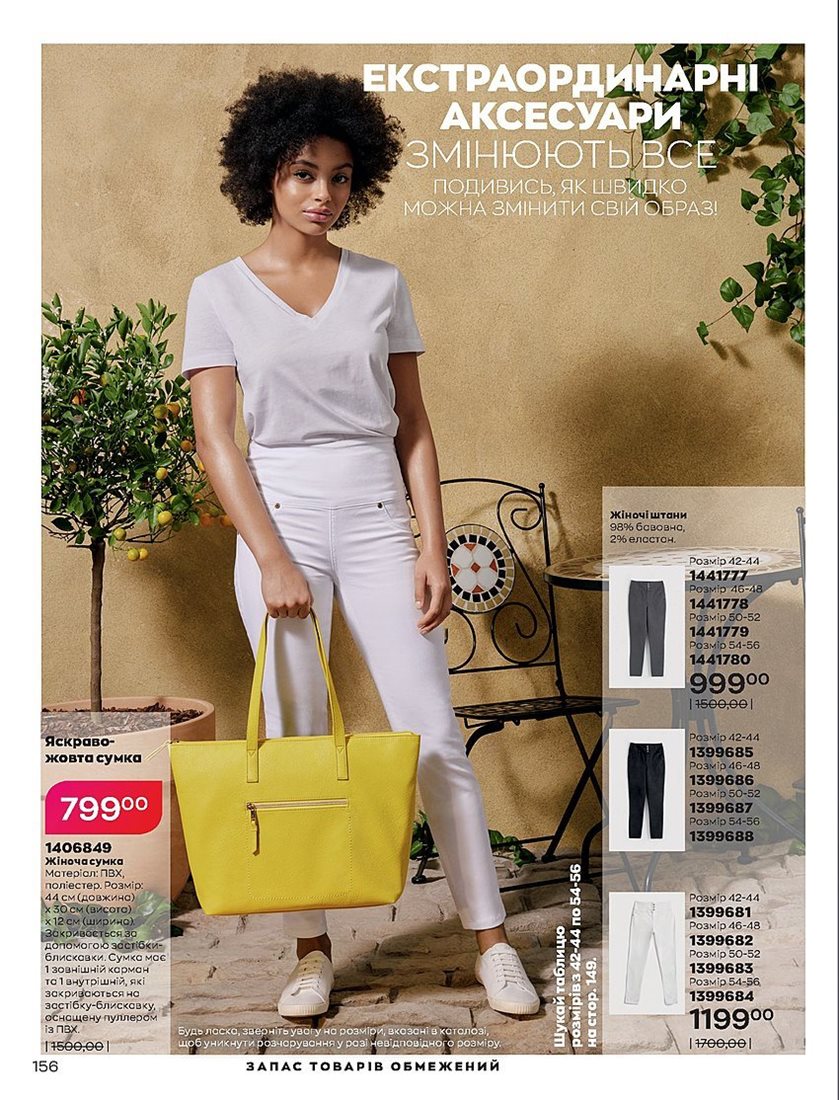 ЕКСТРАОРДИНАРНІ
АКСЕСУАРИ
ЗМІНЮЮТЬ ВСЕ
ПОДИВИСЬ, ЯК ШВИДКО
МОЖНА ЗМІНИТИ СВІЙ ОБРАЗ!
Жіночі штани
98% бавовна,
2% еластан.
Розмір 42-44
1441777
Розмір 46-48
1441778
Розмір 50-52
1441779
Розмір 54-56
1441780
999⁰⁰
| 1500,00 |
Розмір 42-44
1399685
Розмір 46-48
1399686
Розмір 50-52
1399687
Розмір 54-56
1399688
Розмір 42-44
1399681
Розмір 46-48
1399682
Розмір 50-52
1399683
Розмір 54-56
1399684
1199⁰⁰
| 1700,00 |
Яскраво-
жовта сумка
799⁰⁰
1406849
Жіноча сумка
Матеріал: ПВХ,
поліестер. Розмір:
44 см (довжина)
х 30 см (висота)
х 12 см (ширина).
Закривається за
допомогою застібки-
блискавки. Сумка має
1 зовнішній карман
та 1 внутрішній, які
закриваються на
застібку-блискавку,
оснащену пуллером
із ПВХ.
| 1500,00 |
Шукай таблицю
розмірів з 42-44 по 54-56
на стор. 149.
Будь ласка, зверніть увагу на розміри, вказані в каталозі,
щоб уникнути розчарування у разі невідповідного розміру.
156
ЗАПАС ТОВАРІВ ОБМЕЖЕНИЙ